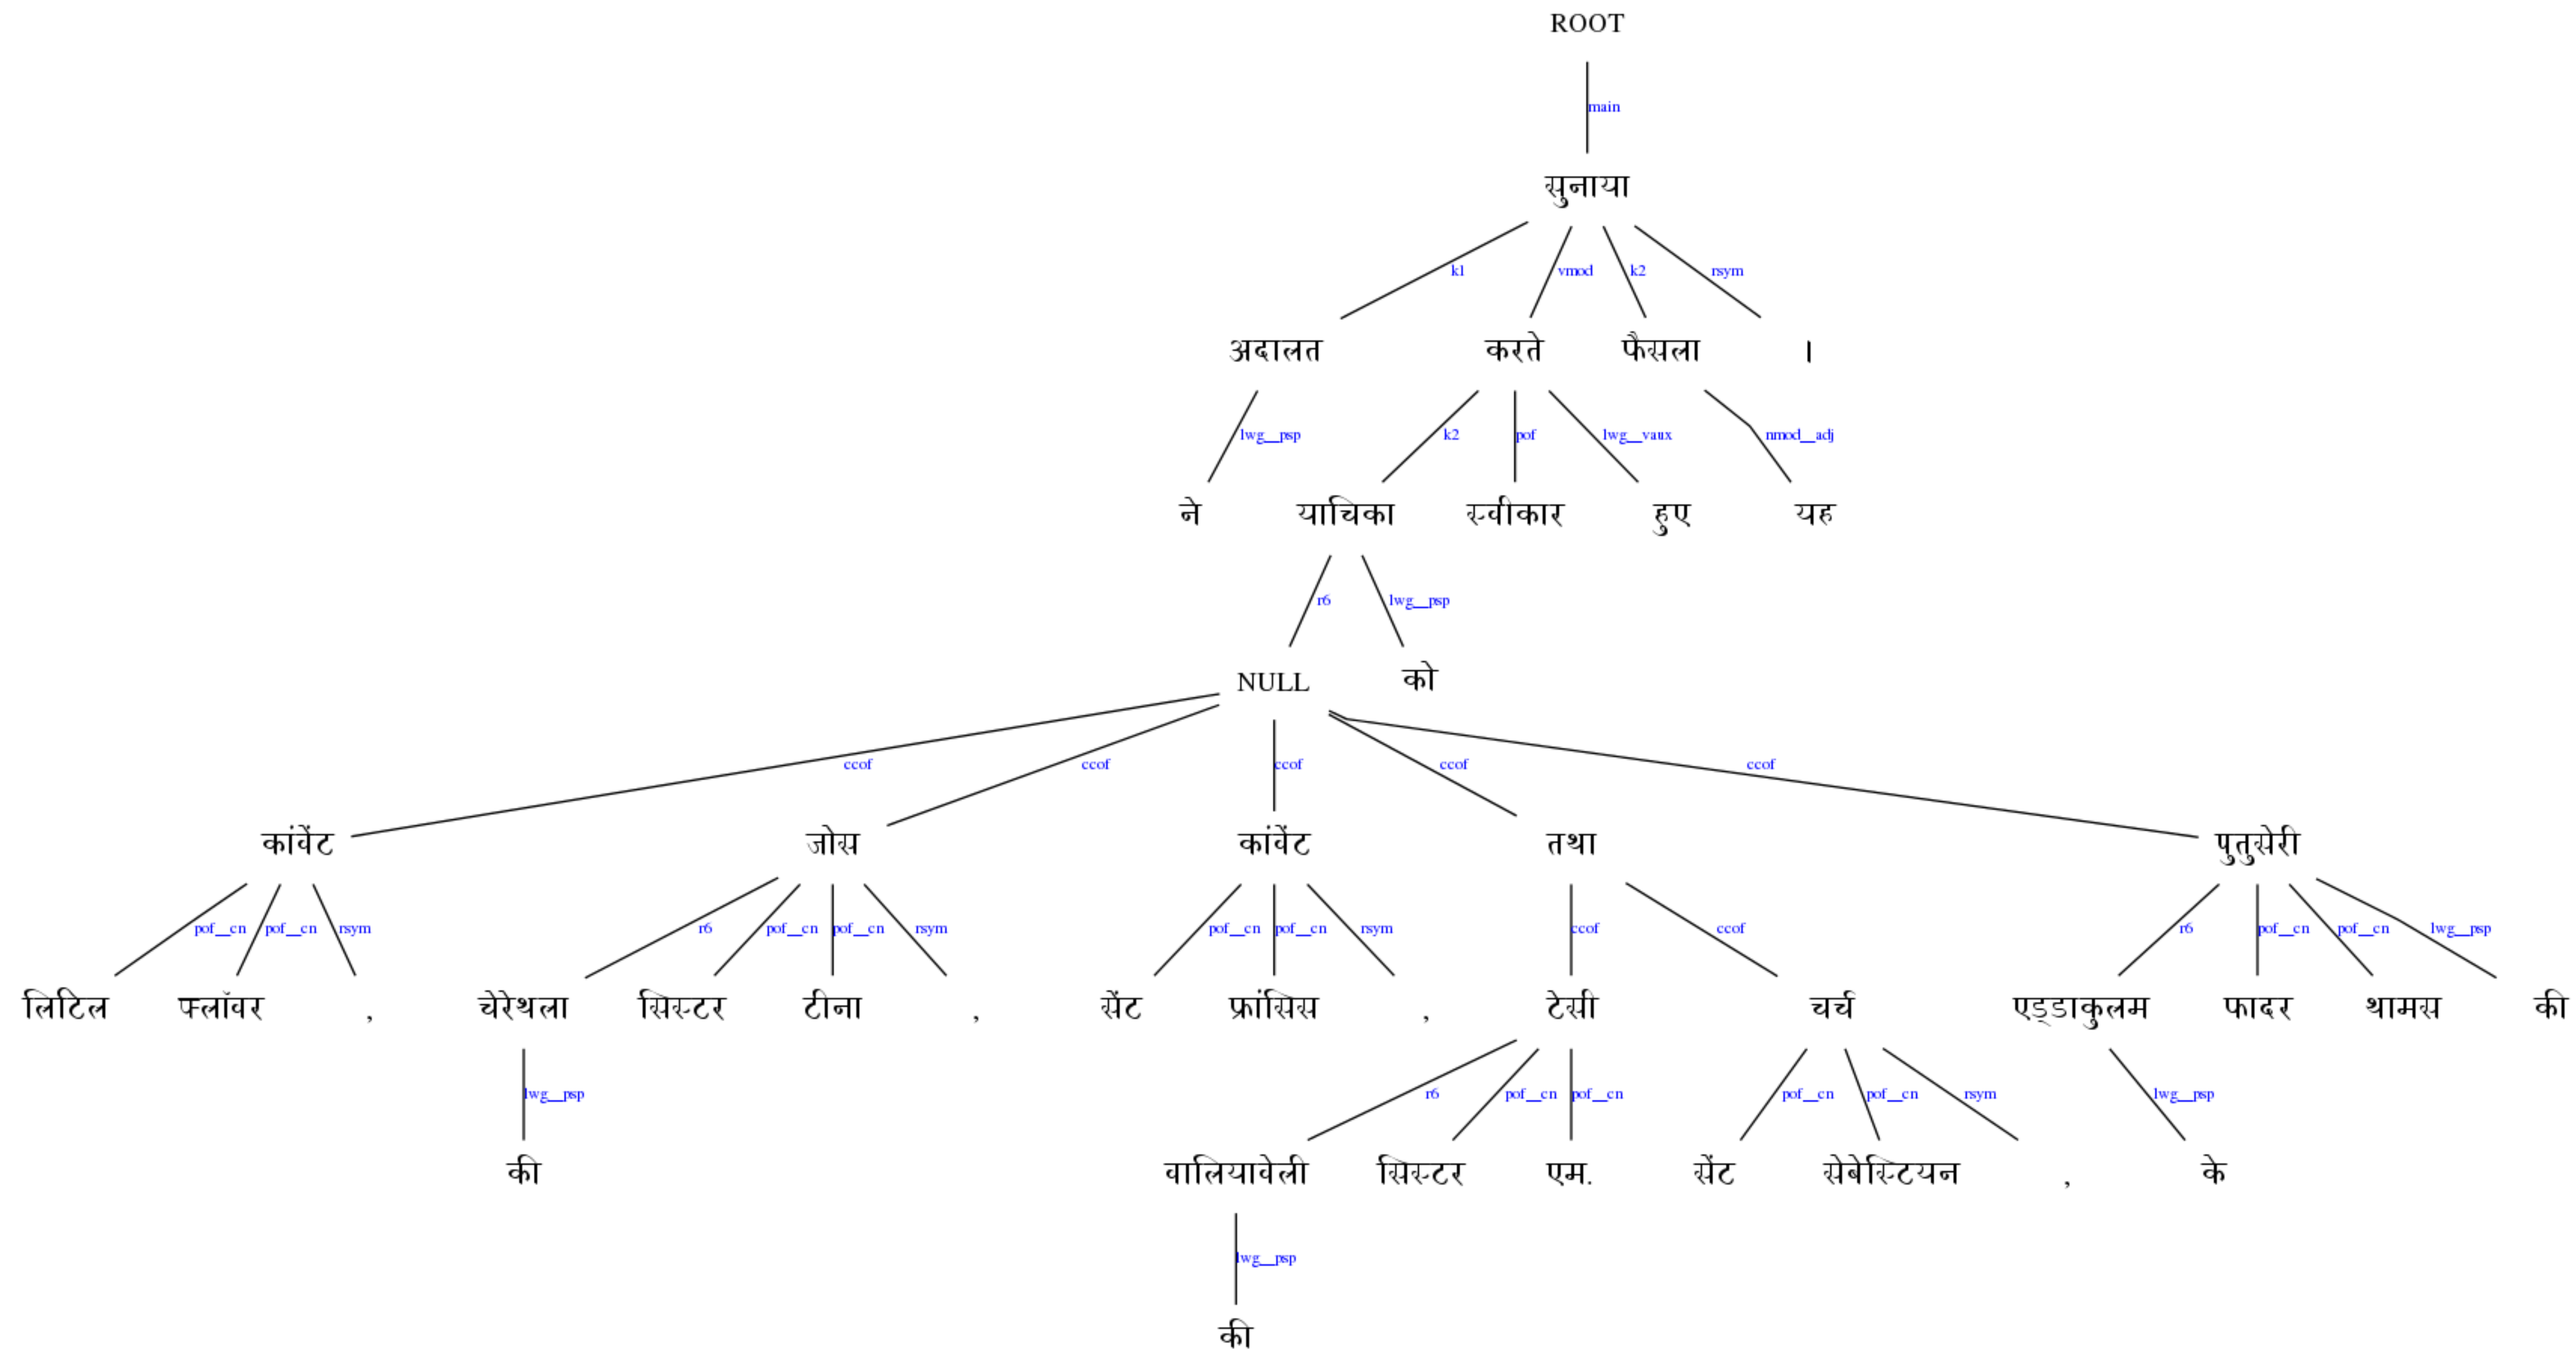 ROOT
main
सुनाया
k1 vmod k2 rsym
अदालत करते फैसला ।
lwg__psp k2 pof lwg__vaux nmod__adj
ने याचिका स्वीकार हुए यह
r6 lwg__psp
NULL को
ccof ccof ccof ccof ccof
कांवेंट जोस कांवेंट तथा पुतुसेरी
pof__cn pof__cn rsym r6 pof__cn pof__cn rsym pof__cn pof__cn rsym ccof ccof r6 pof__cn pof__cn lwg__psp
लिटिल फ्लॉवर , चेरेथला सिस्टर टीना , सेंट फ्रांसिस , टेसी चर्च एड्डाकुलम फादर थामस की
lwg__psp r6 pof__cn pof__cn pof__cn pof__cn rsym lwg__psp
की वालियावेली सिस्टर एम. सेंट सेबेस्टियन , के
lwg__psp
की